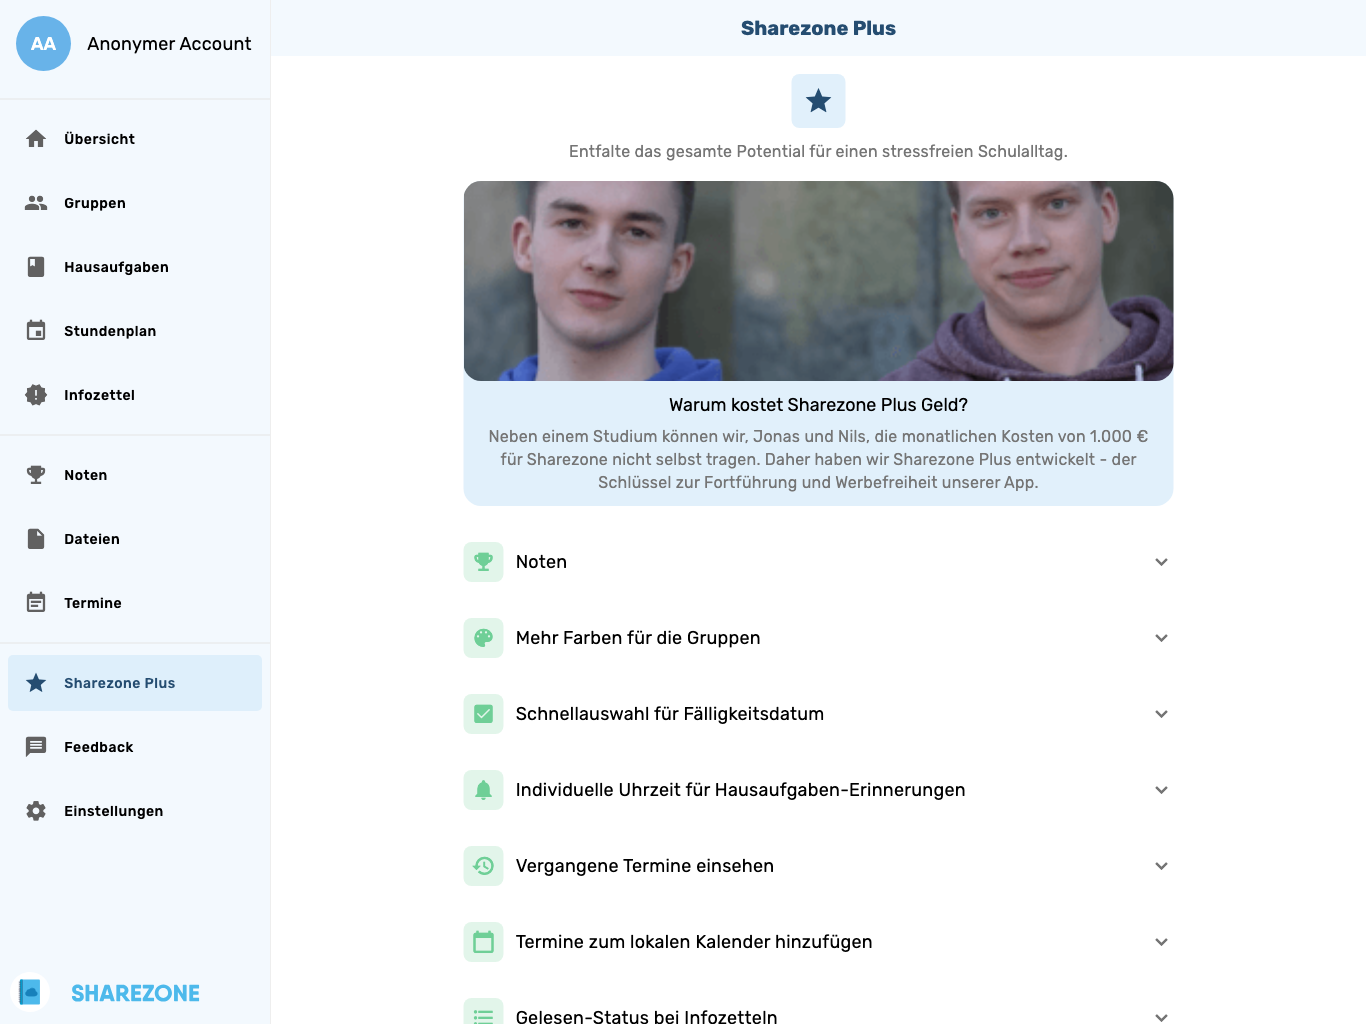 AA
Anonymer Account
Übersicht
Gruppen
Hausaufgaben
Stundenplan
Infozettel
Noten
Dateien
Termine
Sharezone Plus
Feedback
Einstellungen
SHAREZONE
Sharezone Plus
Entfalte das gesamte Potential für einen stressfreien Schulalltag.
Warum kostet Sharezone Plus Geld?
Neben einem Studium können wir, Jonas und Nils, die monatlichen Kosten von 1.000 €
für Sharezone nicht selbst tragen. Daher haben wir Sharezone Plus entwickelt - der
Schlüssel zur Fortführung und Werbefreiheit unserer App.
Noten
Mehr Farben für die Gruppen
Schnellauswahl für Fälligkeitsdatum
Individuelle Uhrzeit für Hausaufgaben-Erinnerungen
Vergangene Termine einsehen
Termine zum lokalen Kalender hinzufügen
Gelesen-Status bei Infozetteln